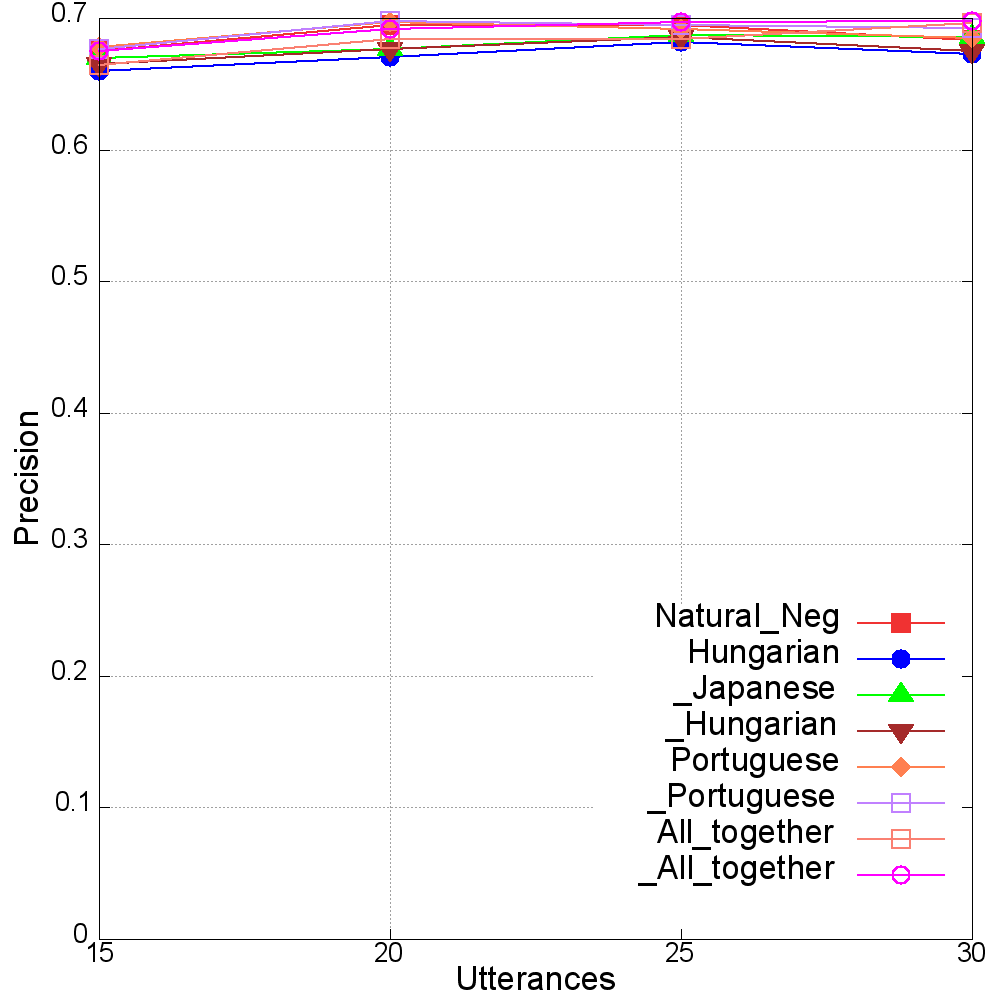 0.7
0.6
0.5
0.4
0.3
0.2
0.1
0
Precision
Natural_Neg
Hungarian
_Japanese
_Hungarian
Portuguese
_Portuguese
All_together
_All_together
15 20 25 30
Utterances